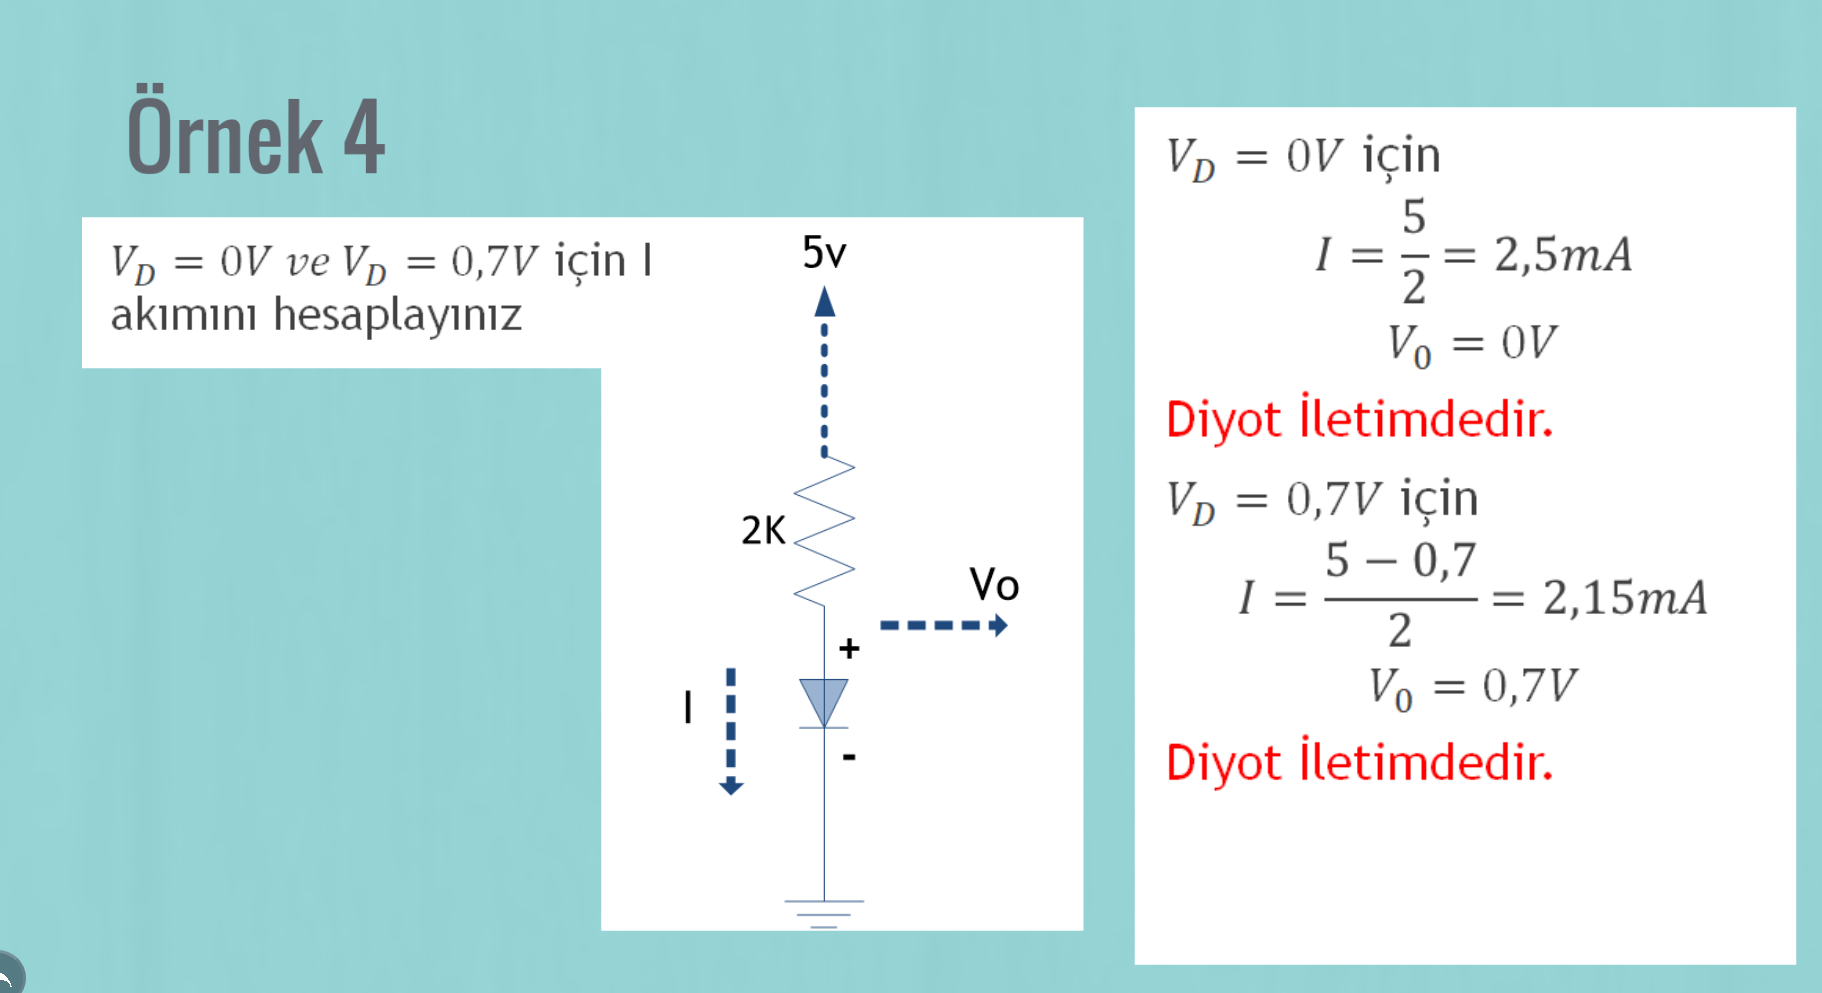 Örnek 4
V_D = 0V ve V_D = 0,7V için I
akımını hesaplayınız
5v
2K
Vo
+
I
-
V_D = 0V için
I = 5/2 = 2,5mA
V_0 = 0V
Diyot İletimdedir.
V_D = 0,7V için
I = (5 − 0,7)/2 = 2,15mA
V_0 = 0,7V
Diyot İletimdedir.